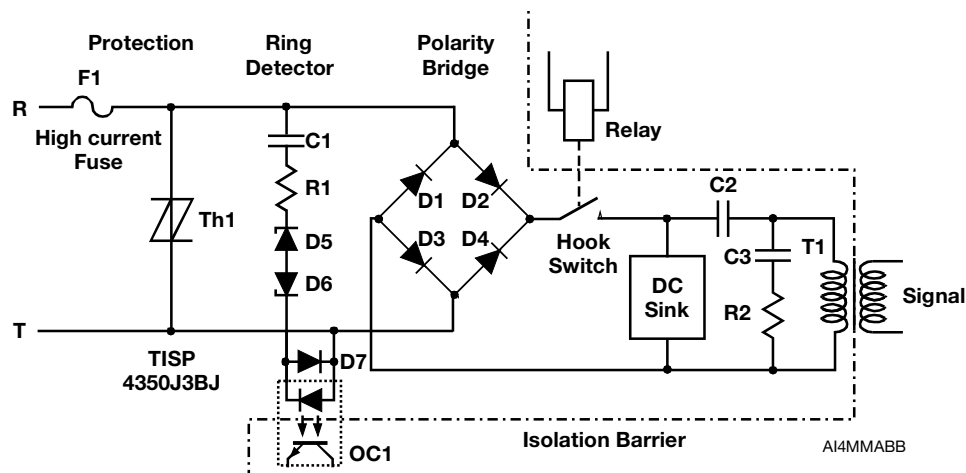 Protection
Ring
Detector
Polarity
Bridge
F1
R
High current
Fuse
Relay
C1
R1
Th1
D1
D2
D3
D4
D5
D6
Hook
Switch
C2
C3
T1
DC
Sink
R2
Signal
T
TISP
4350J3BJ
D7
OC1
Isolation Barrier
AI4MMABB